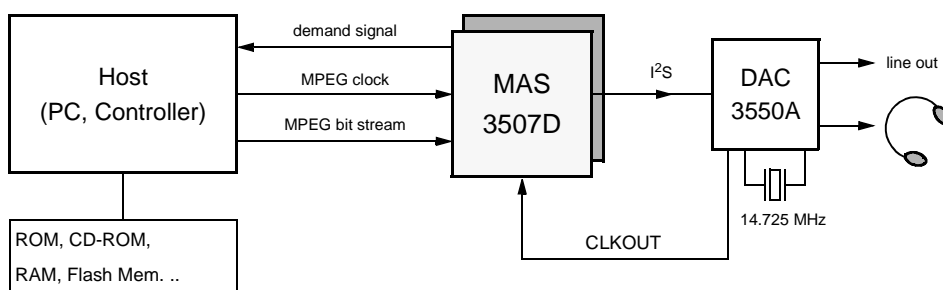 Host
(PC, Controller)
demand signal
MPEG clock
MPEG bit stream
MAS
3507D
I²S
DAC
3550A
line out
14.725 MHz
CLKOUT
ROM, CD-ROM,
RAM, Flash Mem. ..